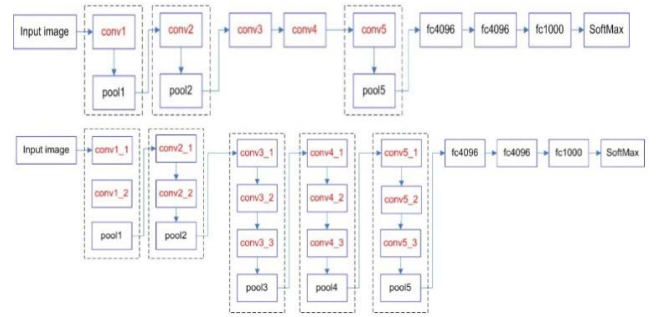 Input image conv1 conv2 conv3 conv4 conv5 fc4096 fc4096 fc1000 SoftMax
pool1 pool2 pool5
Input image conv1_1 conv2_1 conv3_1 conv4_1 conv5_1 fc4096 fc4096 fc1000 SoftMax
conv1_2 conv2_2 conv3_2 conv4_2 conv5_2
pool1 pool2 conv3_3 conv4_3 conv5_3
pool3 pool4 pool5